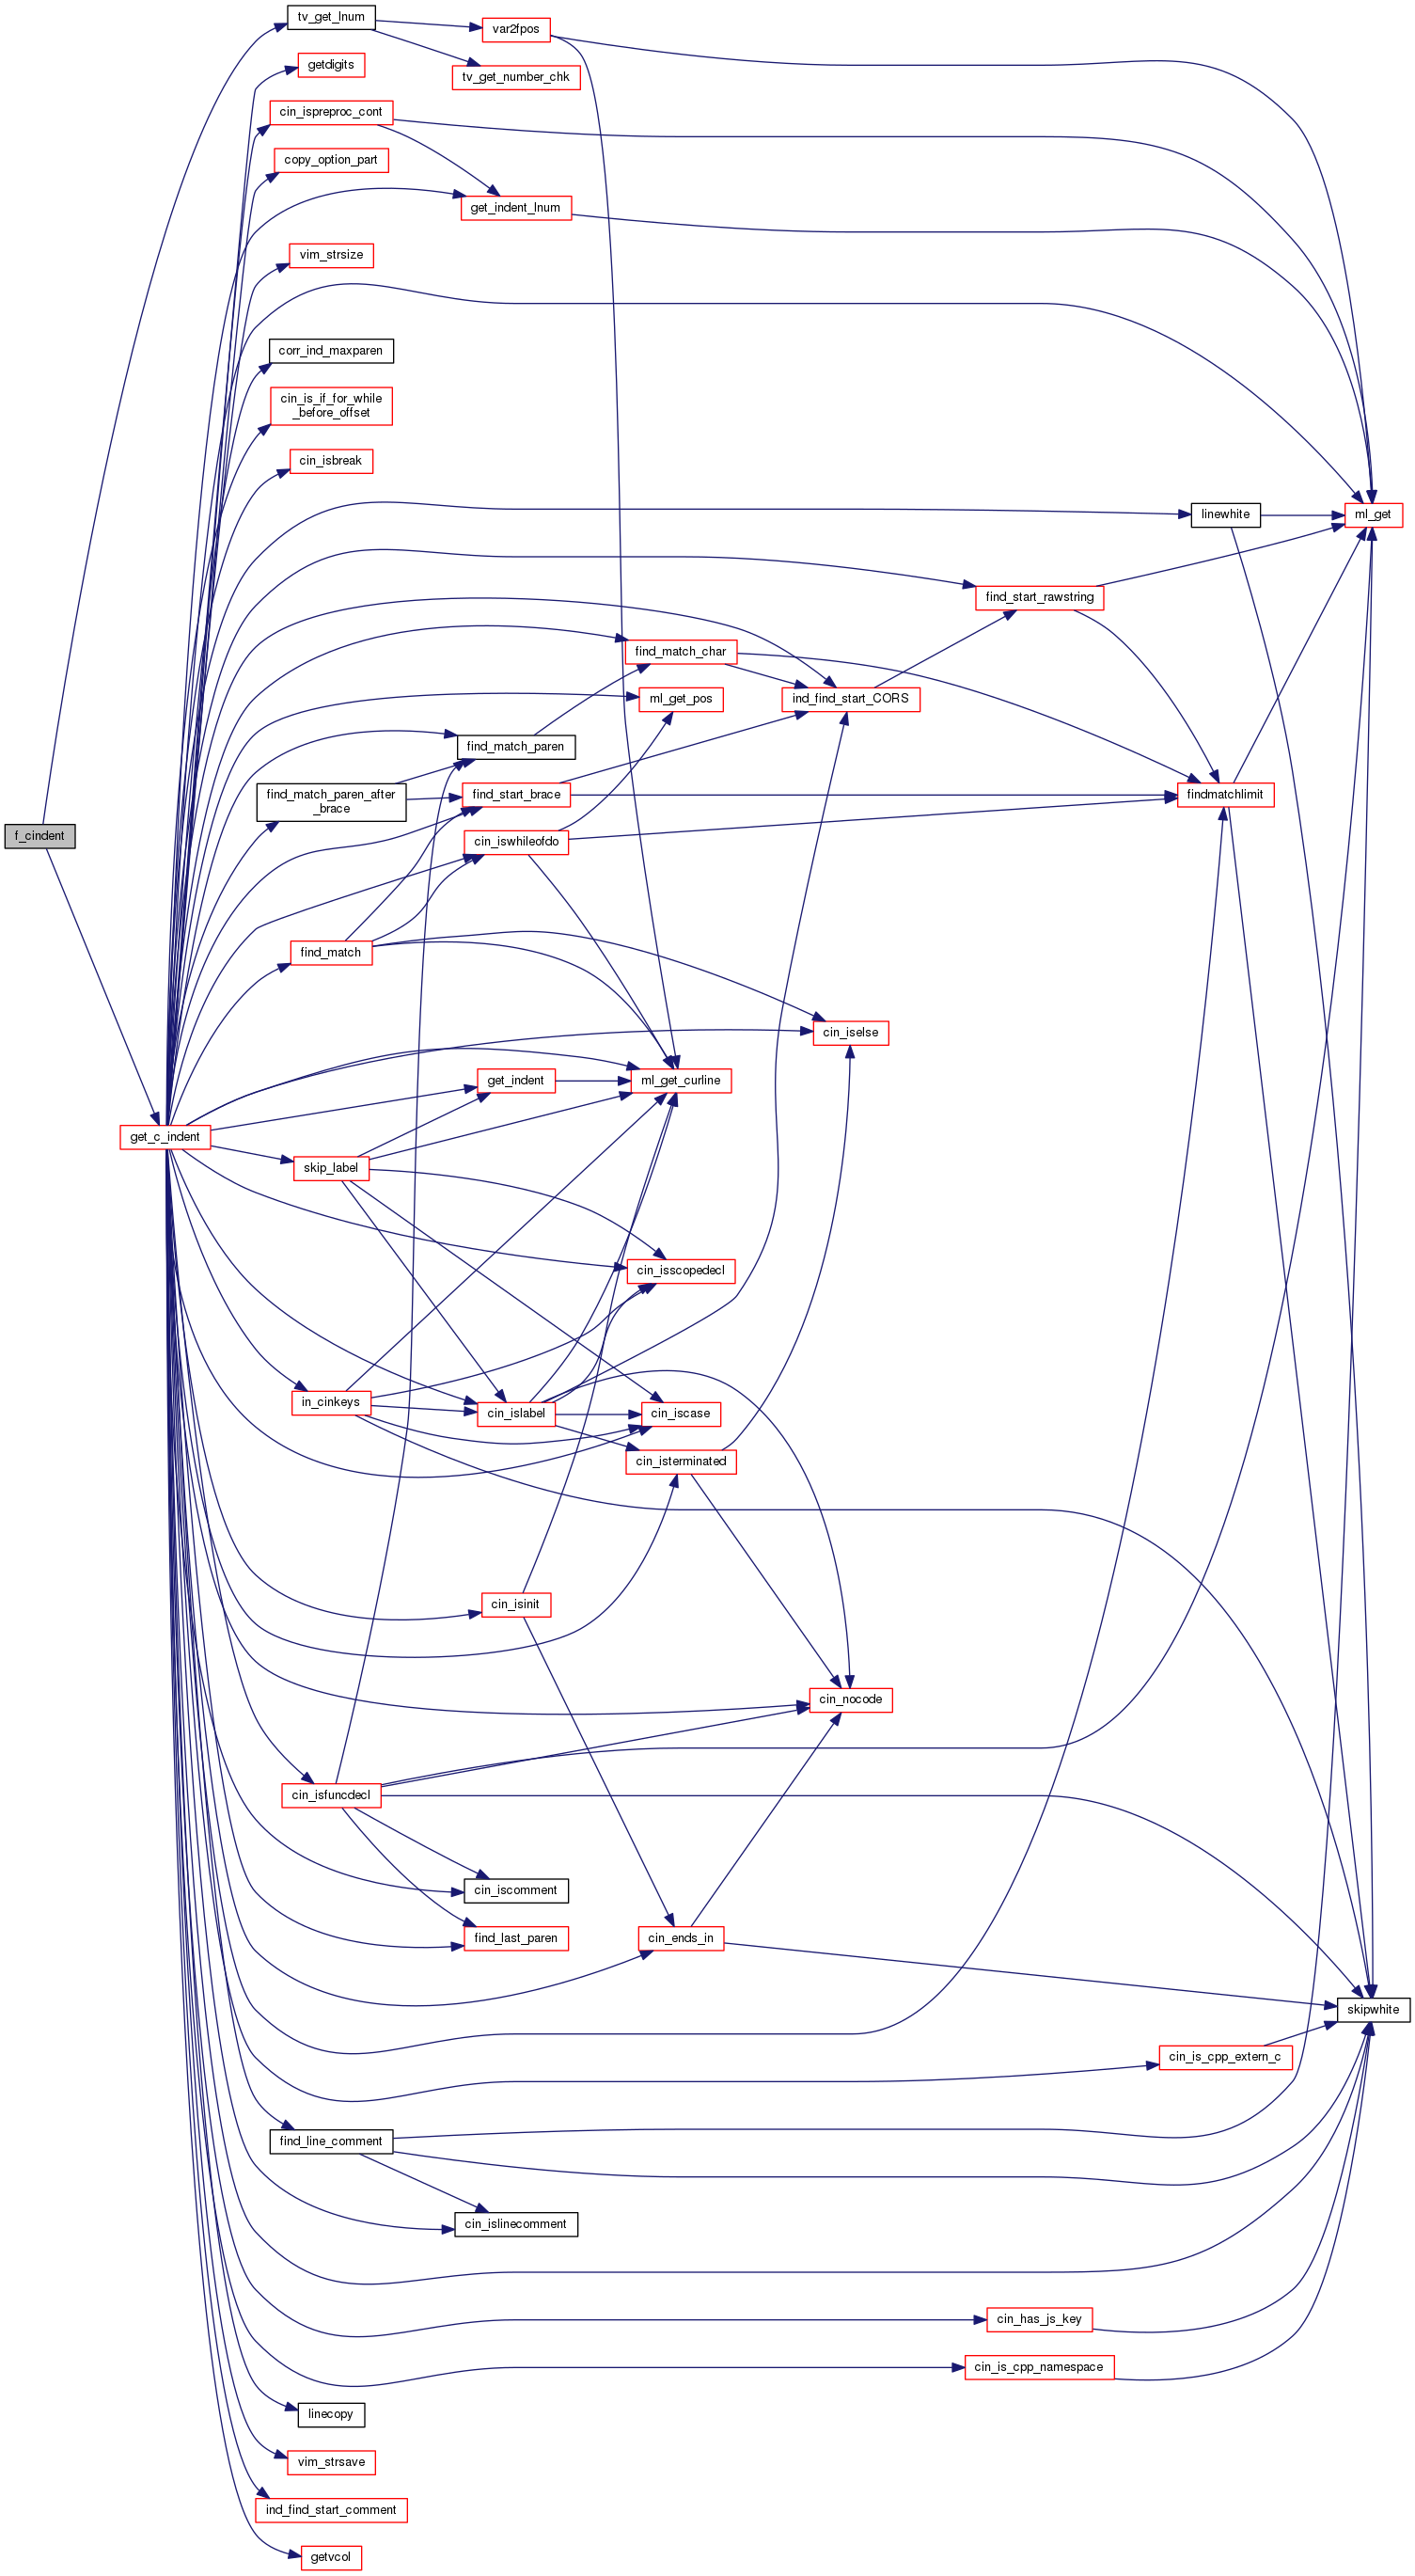 tv_get_lnum
var2fpos
getdigits
tv_get_number_chk
cin_ispreproc_cont
copy_option_part
get_indent_lnum
vim_strsize
corr_ind_maxparen
cin_is_if_for_while
_before_offset
cin_isbreak
linewhite
ml_get
find_start_rawstring
find_match_char
ml_get_pos
ind_find_start_CORS
find_match_paren
find_match_paren_after
_brace
find_start_brace
findmatchlimit
f_cindent
cin_iswhileofdo
find_match
cin_iselse
get_indent
ml_get_curline
get_c_indent
skip_label
cin_isscopedecl
in_cinkeys
cin_islabel
cin_iscase
cin_isterminated
cin_isinit
cin_nocode
cin_isfuncdecl
cin_iscomment
find_last_paren
cin_ends_in
skipwhite
cin_is_cpp_extern_c
find_line_comment
cin_islinecomment
cin_has_js_key
cin_is_cpp_namespace
linecopy
vim_strsave
ind_find_start_comment
getvcol